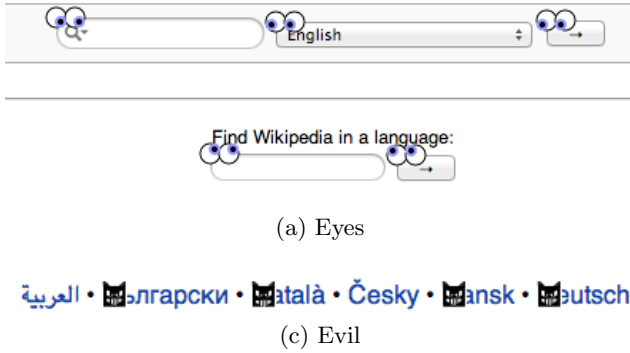 English
→
Find Wikipedia in a language:
→
(a) Eyes
العربية • ългарски • atalà • Česky • ansk • eutsch
(c) Evil